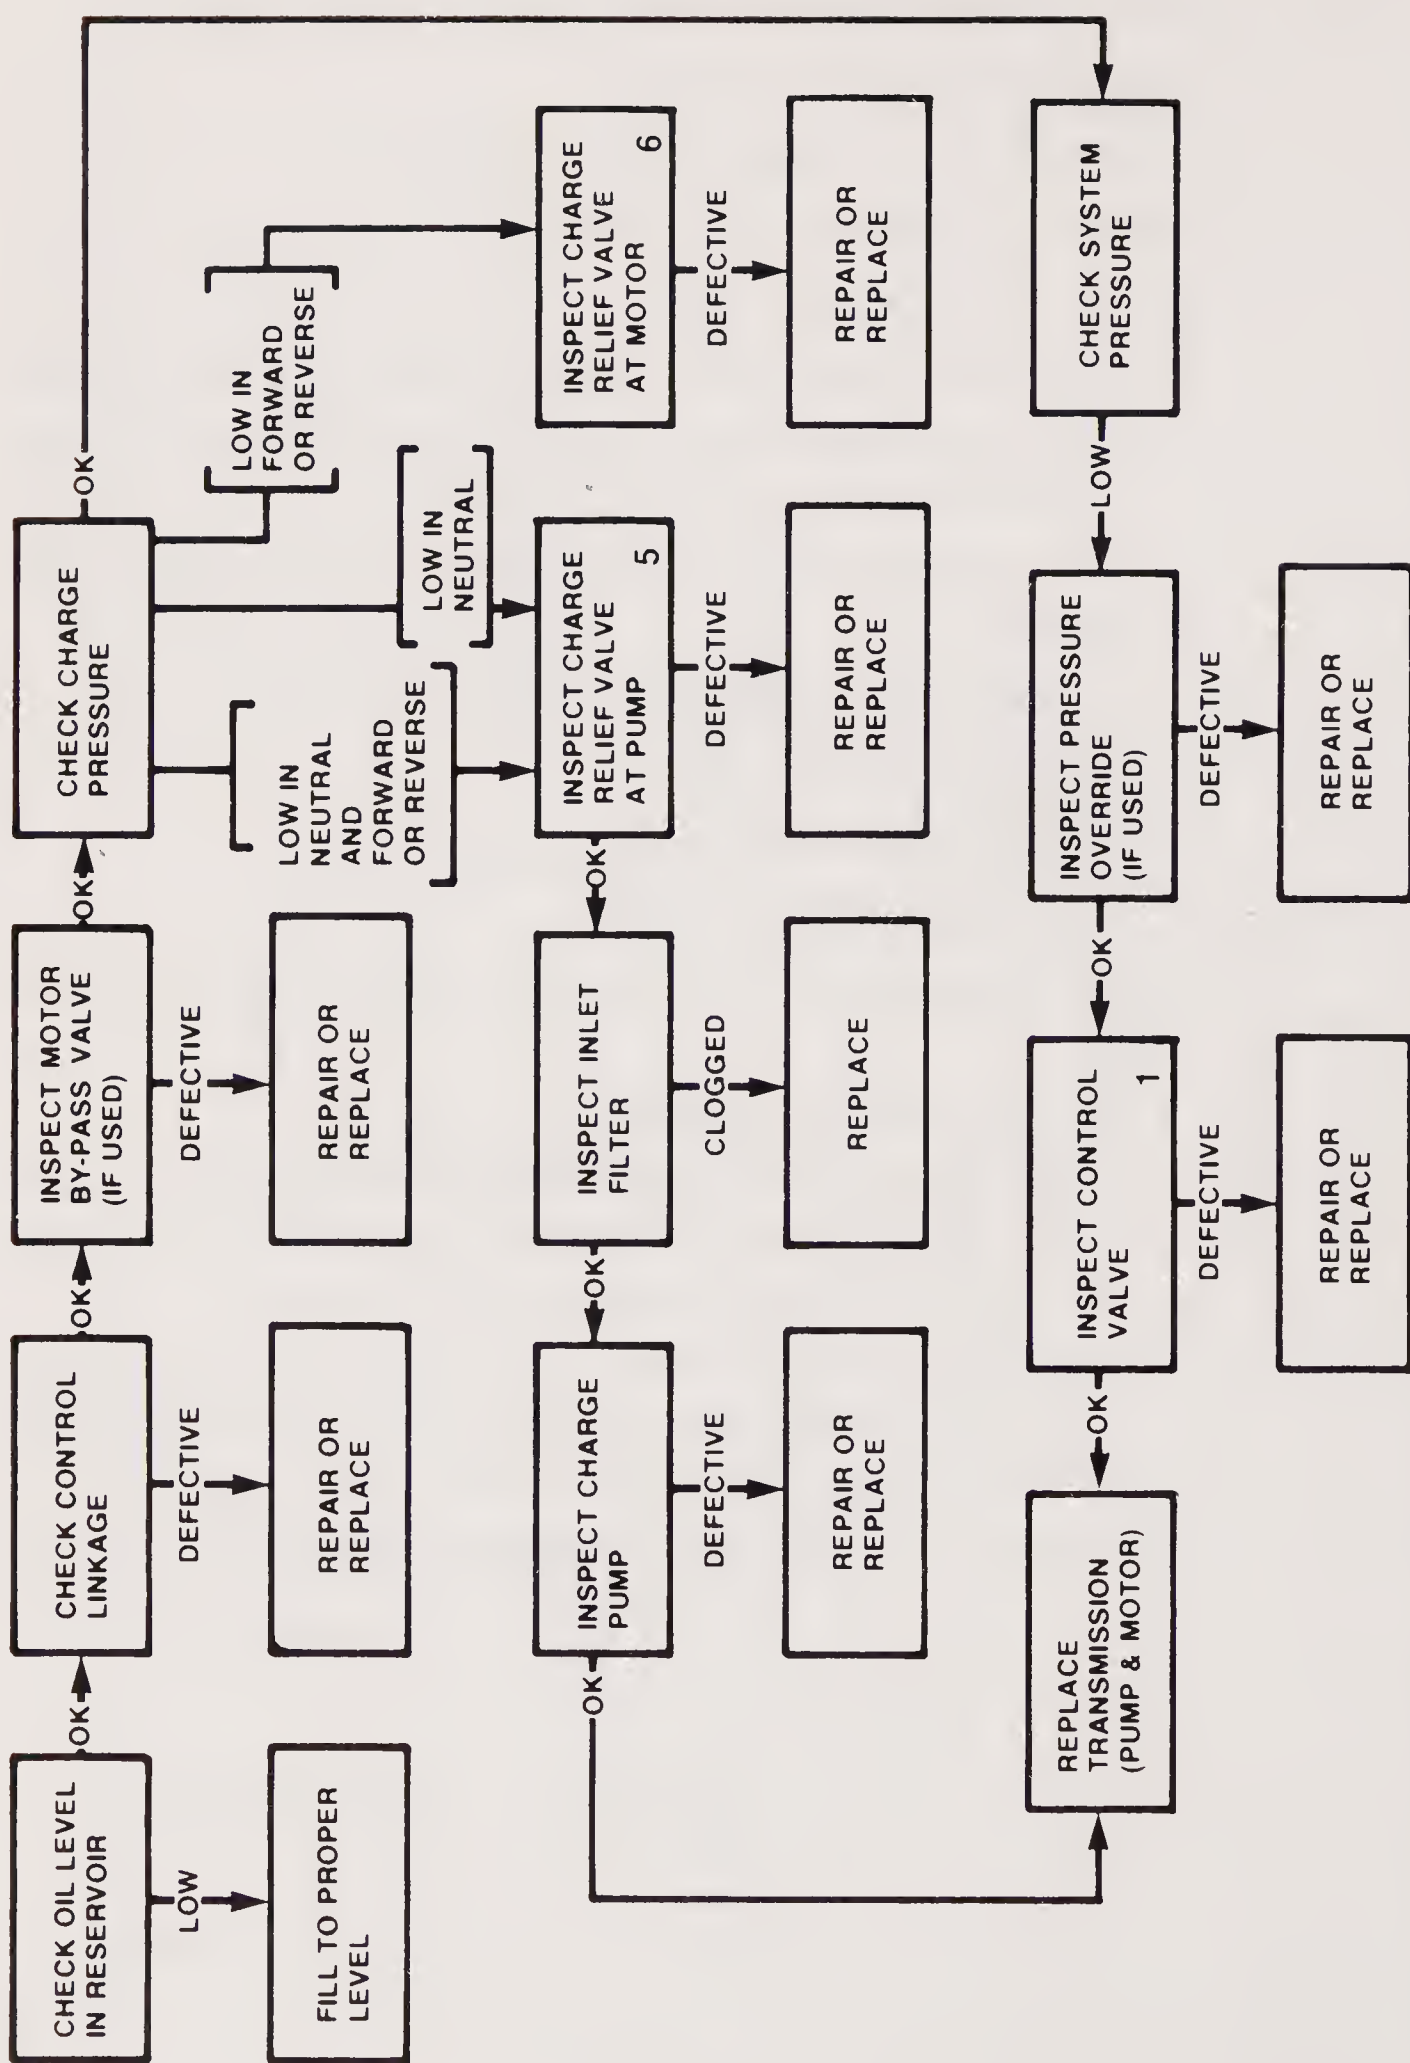 CHECK OIL LEVEL
IN RESERVOIR
OK
CHECK CONTROL
LINKAGE
OK
INSPECT MOTOR
BY-PASS VALVE
(IF USED)
OK
CHECK CHARGE
PRESSURE
OK
LOW
DEFECTIVE
DEFECTIVE
FILL TO PROPER
LEVEL
REPAIR OR
REPLACE
REPAIR OR
REPLACE
LOW IN
NEUTRAL
AND
FORWARD
OR REVERSE
LOW IN
NEUTRAL
LOW IN
FORWARD
OR REVERSE
INSPECT CHARGE
PUMP
OK
INSPECT INLET
FILTER
OK
INSPECT CHARGE
RELIEF VALVE
AT PUMP
5
INSPECT CHARGE
RELIEF VALVE
AT MOTOR
6
OK
DEFECTIVE
CLOGGED
DEFECTIVE
DEFECTIVE
REPAIR OR
REPLACE
REPLACE
REPAIR OR
REPLACE
REPAIR OR
REPLACE
REPLACE
TRANSMISSION
(PUMP & MOTOR)
OK
INSPECT CONTROL
VALVE
1
OK
INSPECT PRESSURE
OVERRIDE
(IF USED)
LOW
CHECK SYSTEM
PRESSURE
DEFECTIVE
DEFECTIVE
REPAIR OR
REPLACE
REPAIR OR
REPLACE